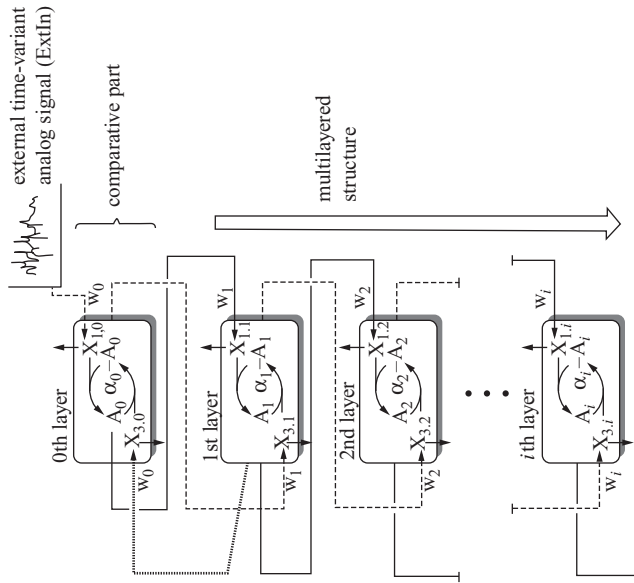 external time-variant
analog signal (ExtIn)
comparative part
multilayered
structure
0th layer
w0
X1,0
A0
α0–A0
X3.0
w0
1st layer
w1
X1.1
A1
α1–A1
X3.1
w1
2nd layer
w2
X1.2
A2
α2–A2
X3.2
w2
• • •
ith layer
wi
X1.i
Ai
αi–Ai
X3.i
wi